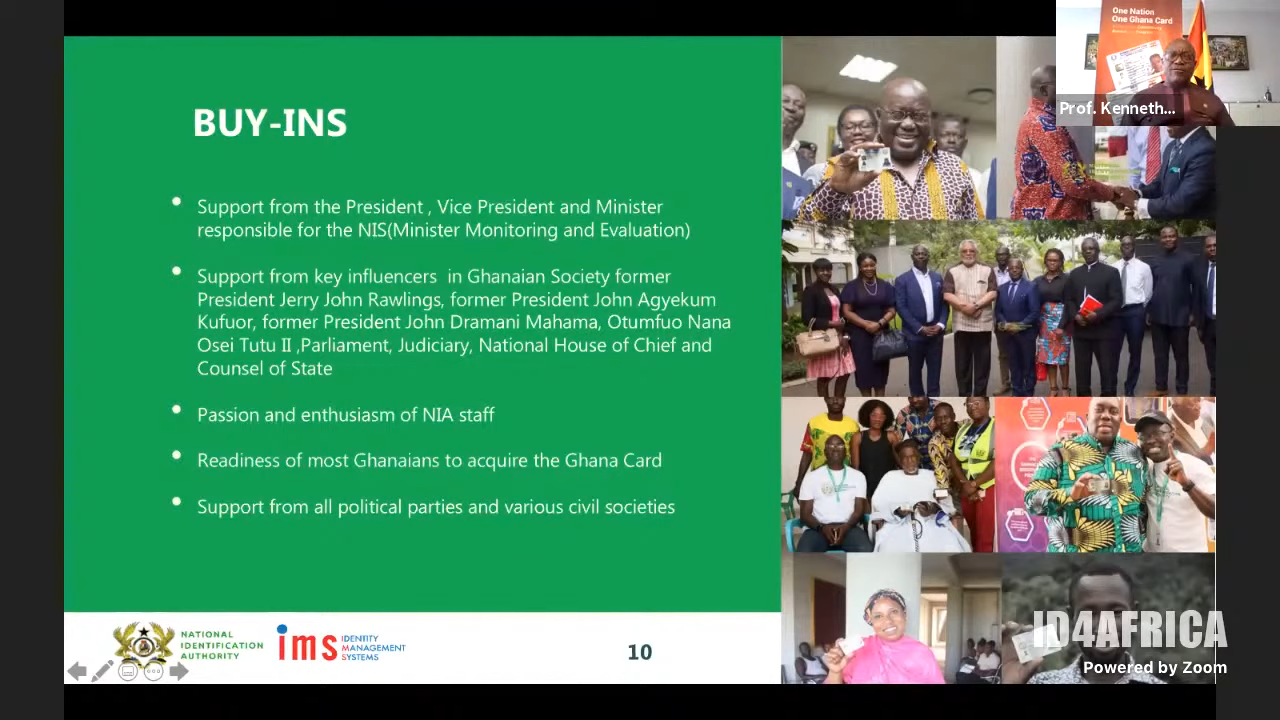 One Nation
One Ghana Card
Prof. Kenneth...
BUY-INS
• Support from the President , Vice President and Minister
responsible for the NIS(Minister Monitoring and Evaluation)
• Support from key influencers in Ghanaian Society former
President Jerry John Rawlings, former President John Agyekum
Kufuor, former President John Dramani Mahama, Otumfuo Nana
Osei Tutu II ,Parliament, Judiciary, National House of Chief and
Counsel of State
• Passion and enthusiasm of NIA staff
• Readiness of most Ghanaians to acquire the Ghana Card
• Support from all political parties and various civil societies
NATIONAL
IDENTIFICATION
AUTHORITY
ims
IDENTITY
MANAGEMENT
SYSTEMS
10
ID4AFRICA
Powered by Zoom